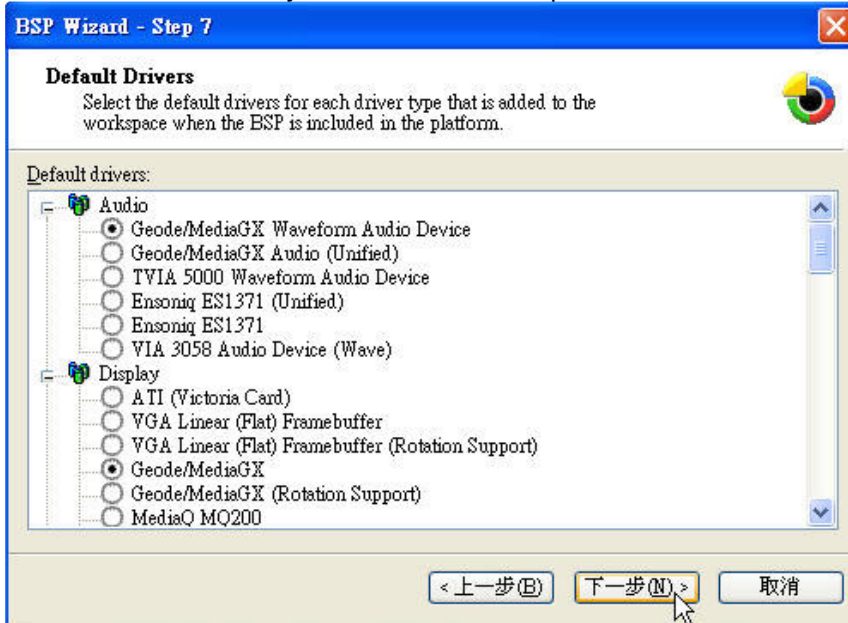 BSP Wizard - Step 7
Default Drivers
Select the default drivers for each driver type that is added to the
workspace when the BSP is included in the platform.
Default drivers:
Audio
Geode/MediaGX Waveform Audio Device
Geode/MediaGX Audio (Unified)
TVIA 5000 Waveform Audio Device
Ensoniq ES1371 (Unified)
Ensoniq ES1371
VIA 3058 Audio Device (Wave)
Display
ATI (Victoria Card)
VGA Linear (Flat) Framebuffer
VGA Linear (Flat) Framebuffer (Rotation Support)
Geode/MediaGX
Geode/MediaGX (Rotation Support)
MediaQ MQ200
<上一步(B) 下一步(N)> 取消